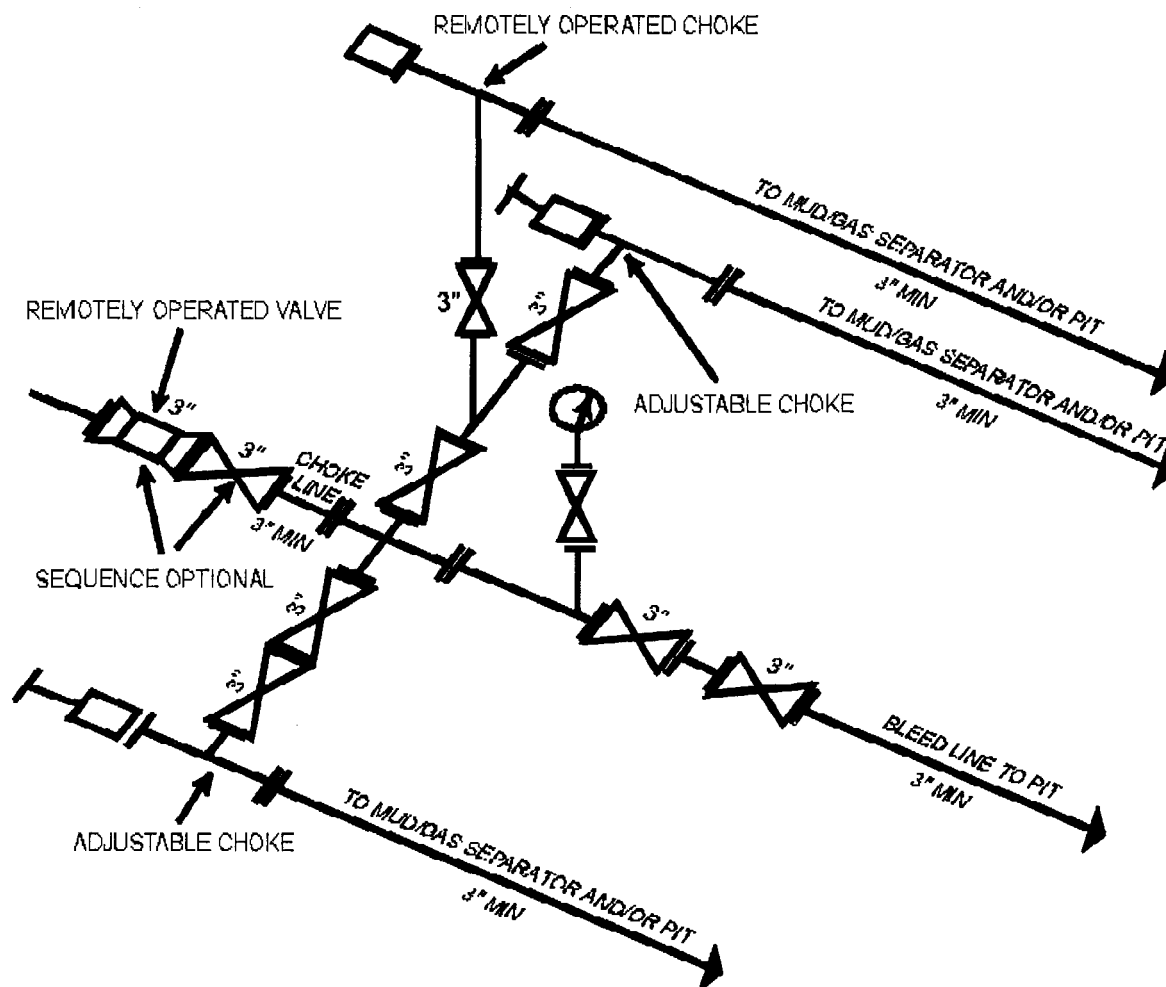 REMOTELY OPERATED CHOKE
TO MUD/GAS SEPARATOR AND/OR PIT
3" MIN
3"
3"
TO MUD/GAS SEPARATOR AND/OR PIT
3" MIN
REMOTELY OPERATED VALVE
ADJUSTABLE CHOKE
3"
3"
CHOKE
LINE
3" MIN
3"
SEQUENCE OPTIONAL
3"
3"
3"
3"
BLEED LINE TO PIT
3" MIN
ADJUSTABLE CHOKE
TO MUD/GAS SEPARATOR AND/OR PIT
3" MIN